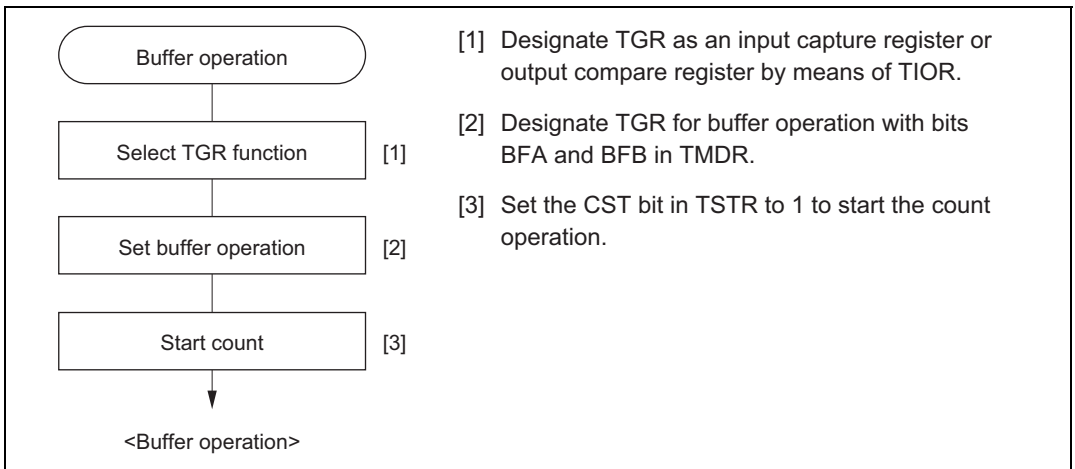 Buffer operation
Select TGR function [1]
Set buffer operation [2]
Start count [3]
<Buffer operation>
[1] Designate TGR as an input capture register or
output compare register by means of TIOR.
[2] Designate TGR for buffer operation with bits
BFA and BFB in TMDR.
[3] Set the CST bit in TSTR to 1 to start the count
operation.